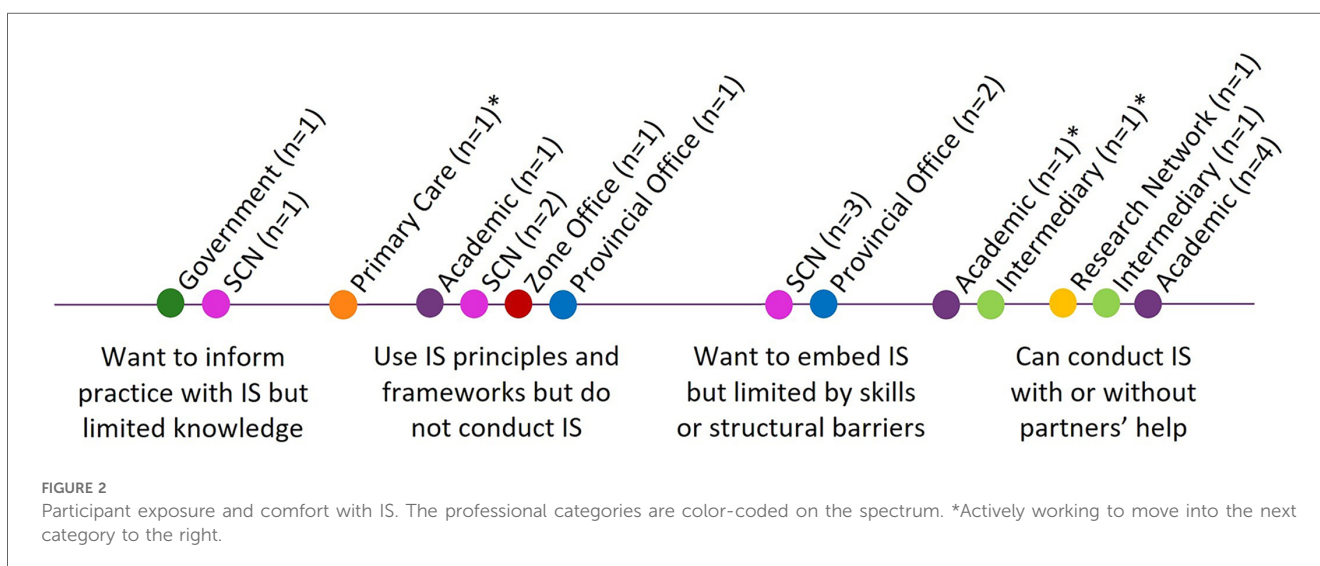 Government (n=1)
SCN (n=1)
Primary Care (n=1)*
Academic (n=1)
SCN (n=2)
Zone Office (n=1)
Provincial Office (n=1)
SCN (n=3)
Provincial Office (n=2)
Academic (n=1)*
Intermediary (n=1)*
Research Network (n=1)
Intermediary (n=1)
Academic (n=4)
Want to inform
practice with IS but
limited knowledge
Use IS principles and
frameworks but do
not conduct IS
Want to embed IS
but limited by skills
or structural barriers
Can conduct IS
with or without
partners’ help
FIGURE 2
Participant exposure and comfort with IS. The professional categories are color-coded on the spectrum. *Actively working to move into the next
category to the right.